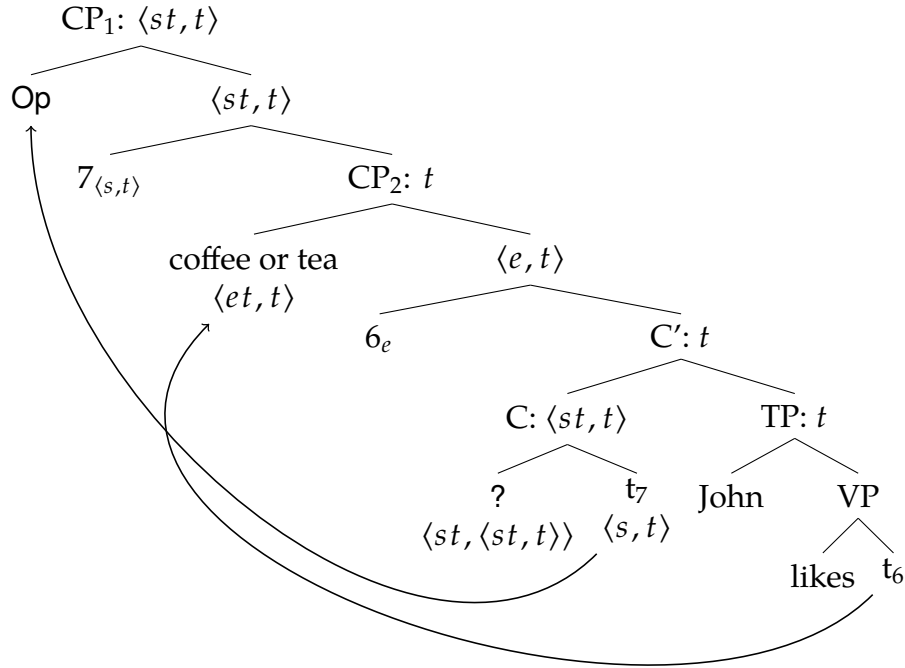 CP₁: ⟨st, t⟩
Op ⟨st, t⟩
7⟨s,t⟩ CP₂: t
coffee or tea ⟨e, t⟩
⟨et, t⟩
6ₑ C’: t
C: ⟨st, t⟩ TP: t
? t₇ John VP
⟨st, ⟨st, t⟩⟩ ⟨s, t⟩
likes t₆